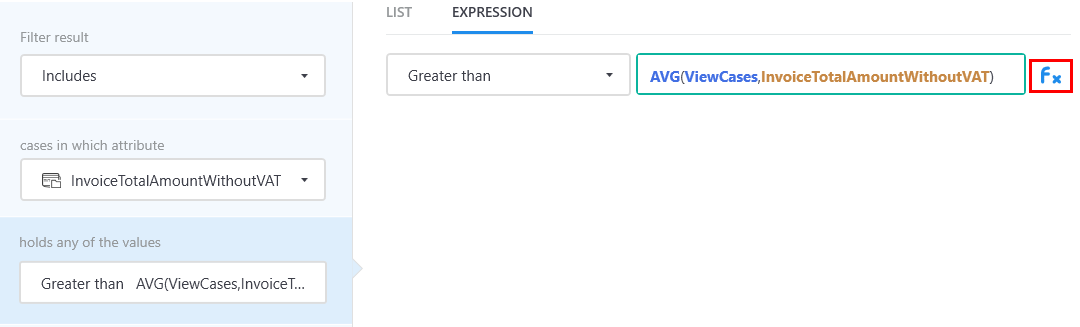 Filter result
Includes
cases in which attribute
InvoiceTotalAmountWithoutVAT
holds any of the values
Greater than AVG(ViewCases,InvoiceT...
LIST EXPRESSION
Greater than AVG(ViewCases,InvoiceTotalAmountWithoutVAT) Fx